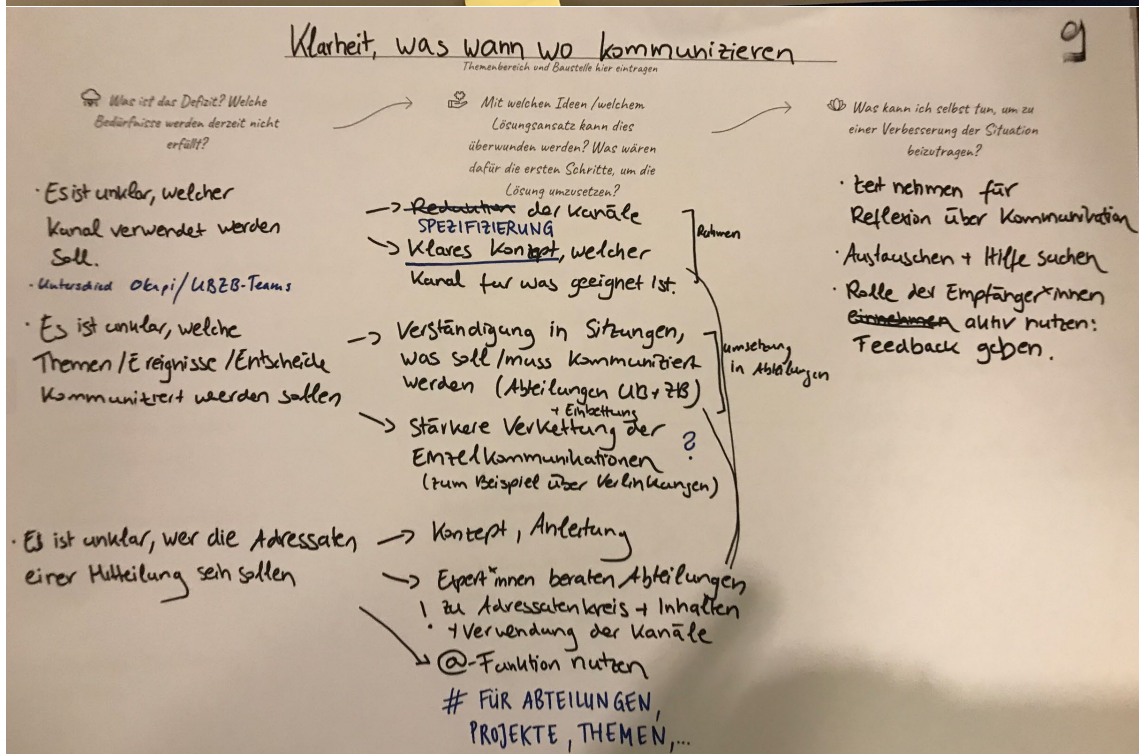 Klarheit, was wann wo kommunizieren
9
Themenbereich und Baustelle hier eintragen
Was ist das Defizit? Welche
Bedürfnisse werden derzeit nicht
erfüllt?
· Es ist unklar, welcher
Kanal verwendet werden
soll.
- Unterschied Okapi/UBZB-Teams
· Es ist unklar, welche
Themen/Ereignisse/Entscheide
kommuniziert werden sollen
· Es ist unklar, wer die Adressaten
einer Mitteilung sein sollen
Mit welchen Ideen/welchem
Lösungsansatz kann dies
überwunden werden? Was wären
dafür die ersten Schritte, um die
Lösung umzusetzen?
→ Reduktion der Kanäle
SPEZIFIZIERUNG
→ Klares Konzept, welcher
Kanal für was geeignet ist.
Rahmen
→ Verständigung in Sitzungen,
was soll/muss kommuniziert
werden (Abteilungen UB+ZB)
+ Einbettung
→ Stärkere Verkettung der
Einzelkommunikationen
(zum Beispiel über Verlinkungen)
?
Umsetzung
in Abteilungen
→ Konzept, Anleitung
→ Expert*innen beraten Abteilungen
! zu Adressatenkreis + Inhalten
+ Verwendung der Kanäle
→ @-Funktion nutzen
# FÜR ABTEILUNGEN,
PROJEKTE, THEMEN,...
Was kann ich selbst tun, um zu
einer Verbesserung der Situation
beizutragen?
· Zeit nehmen für
Reflexion über Kommunikation
· Austauschen + Hilfe suchen
· Rolle der Empfänger*innen
einnehmen aktiv nutzen:
Feedback geben.